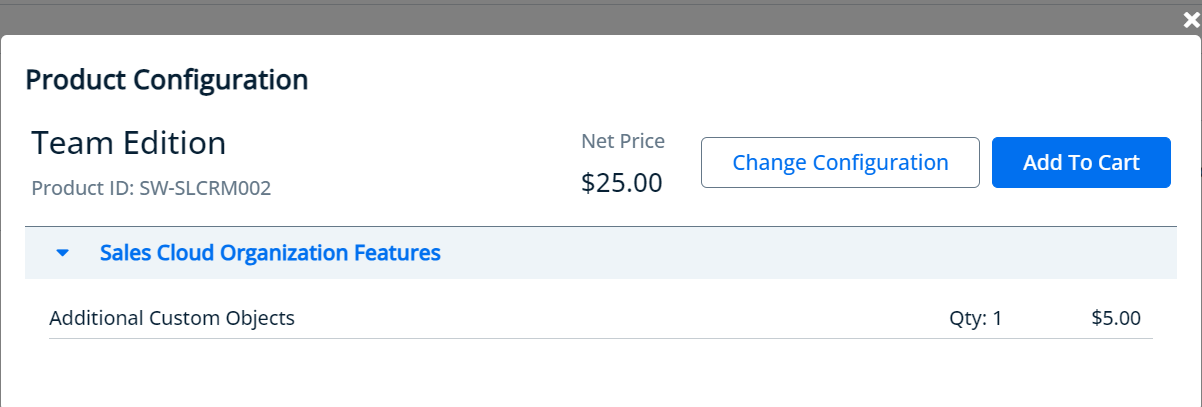 Product Configuration
Team Edition
Product ID: SW-SLCRM002
Net Price
$25.00
Change Configuration
Add To Cart
Sales Cloud Organization Features
Additional Custom Objects Qty: 1 $5.00